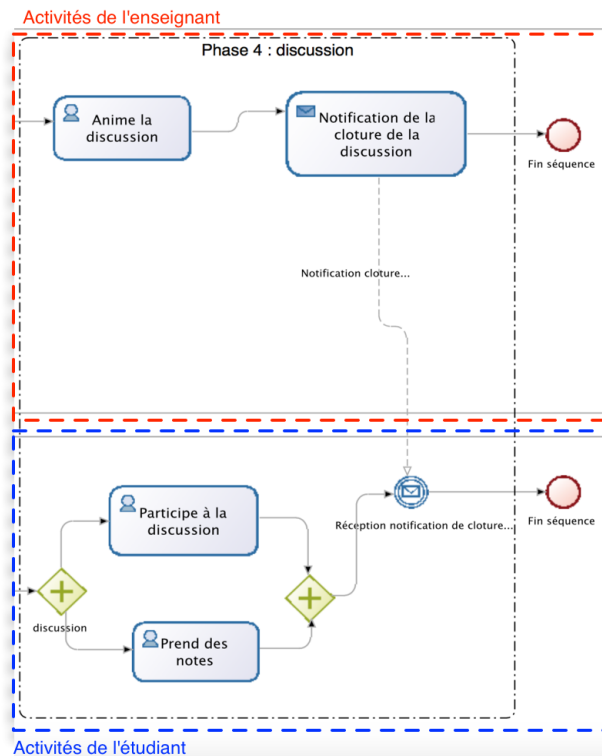 Activités de l'enseignant
Phase 4 : discussion
Anime la
discussion
Notification de la
cloture de la
discussion
Fin séquence
Notification cloture...
Participe à la
discussion
Réception notification de cloture...
Fin séquence
discussion
Prend des
notes
Activités de l'étudiant